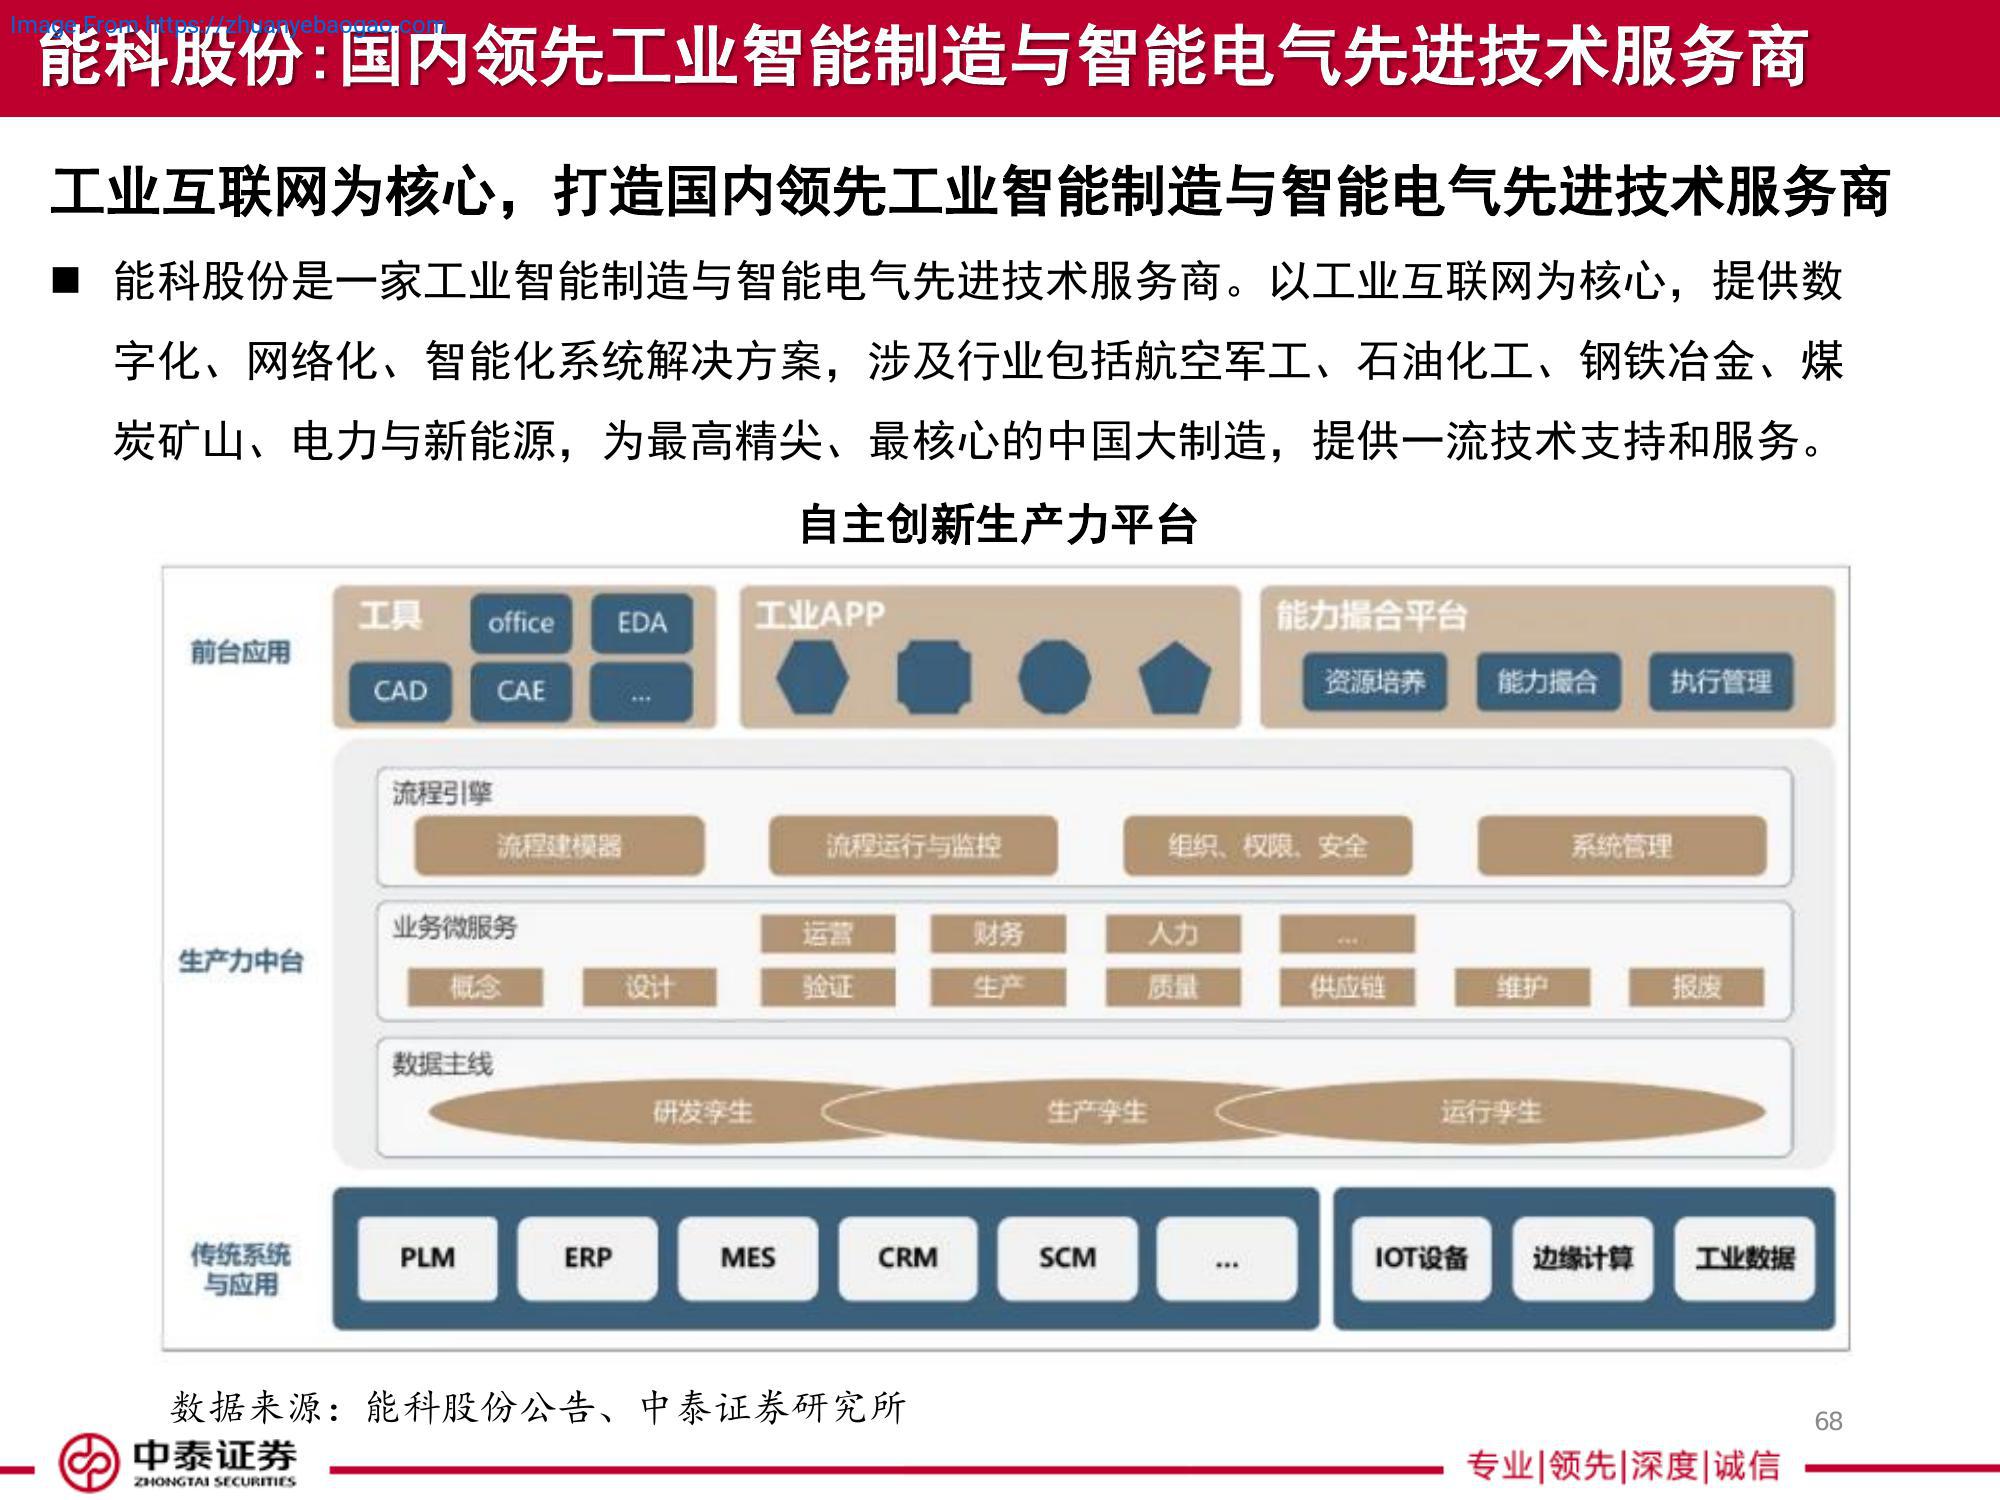 Image From https://zhuanyebaogao.com
能科股份:国内领先工业智能制造与智能电气先进技术服务商
工业互联网为核心，打造国内领先工业智能制造与智能电气先进技术服务商
■ 能科股份是一家工业智能制造与智能电气先进技术服务商。以工业互联网为核心，提供数
字化、网络化、智能化系统解决方案，涉及行业包括航空军工、石油化工、钢铁冶金、煤
炭矿山、电力与新能源，为最高精尖、最核心的中国大制造，提供一流技术支持和服务。
自主创新生产力平台
前台应用
工具
office
EDA
CAD
CAE
...
工业APP
能力撮合平台
资源培养
能力撮合
执行管理
生产力中台
流程引擎
流程建模器
流程运行与监控
组织、权限、安全
系统管理
业务微服务
运营
财务
人力
...
概念
设计
验证
生产
质量
供应链
维护
报废
数据主线
研发孪生
生产孪生
运行孪生
传统系统
与应用
PLM
ERP
MES
CRM
SCM
...
IOT设备
边缘计算
工业数据
数据来源：能科股份公告、中泰证券研究所
68
中泰证券
ZHONGTAI SECURITIES
专业|领先|深度|诚信